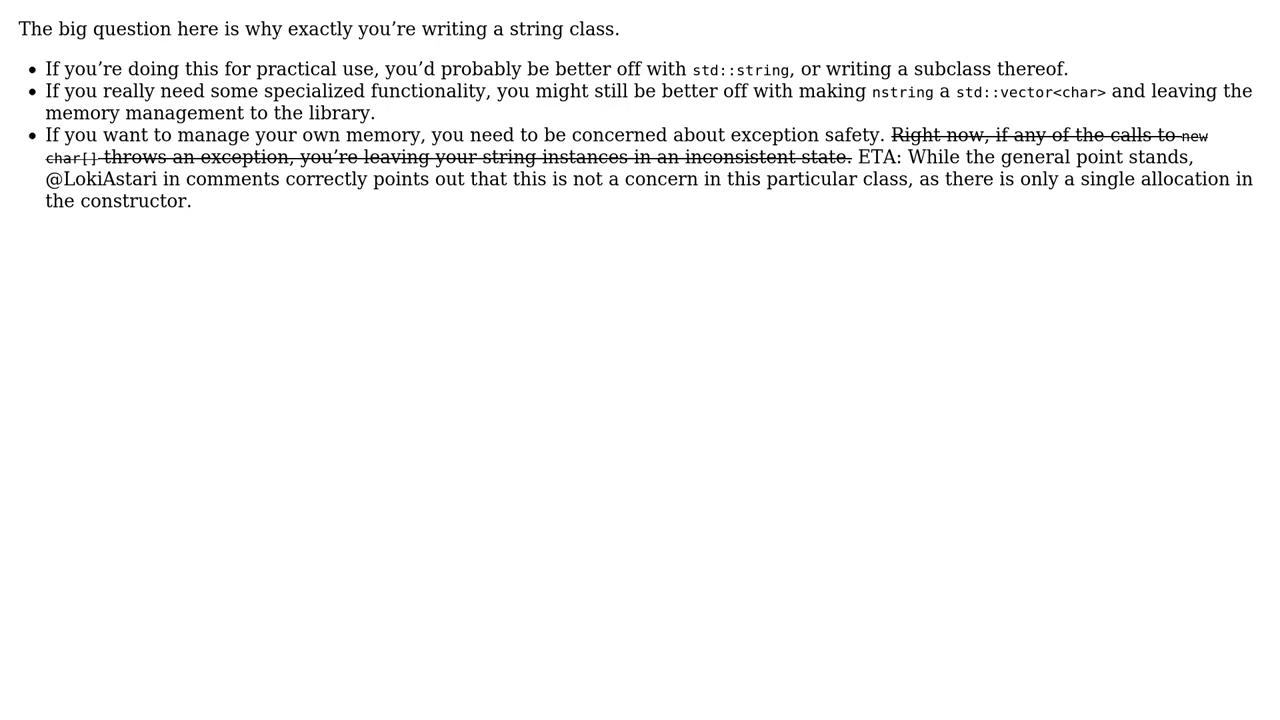 The big question here is why exactly you’re writing a string class.
• If you’re doing this for practical use, you’d probably be better off with std::string, or writing a subclass thereof.
• If you really need some specialized functionality, you might still be better off with making nstring a std::vector<char> and leaving the
memory management to the library.
• If you want to manage your own memory, you need to be concerned about exception safety. Right now, if any of the calls to new
char[] throws an exception, you’re leaving your string instances in an inconsistent state. ETA: While the general point stands,
@LokiAstari in comments correctly points out that this is not a concern in this particular class, as there is only a single allocation in
the constructor.